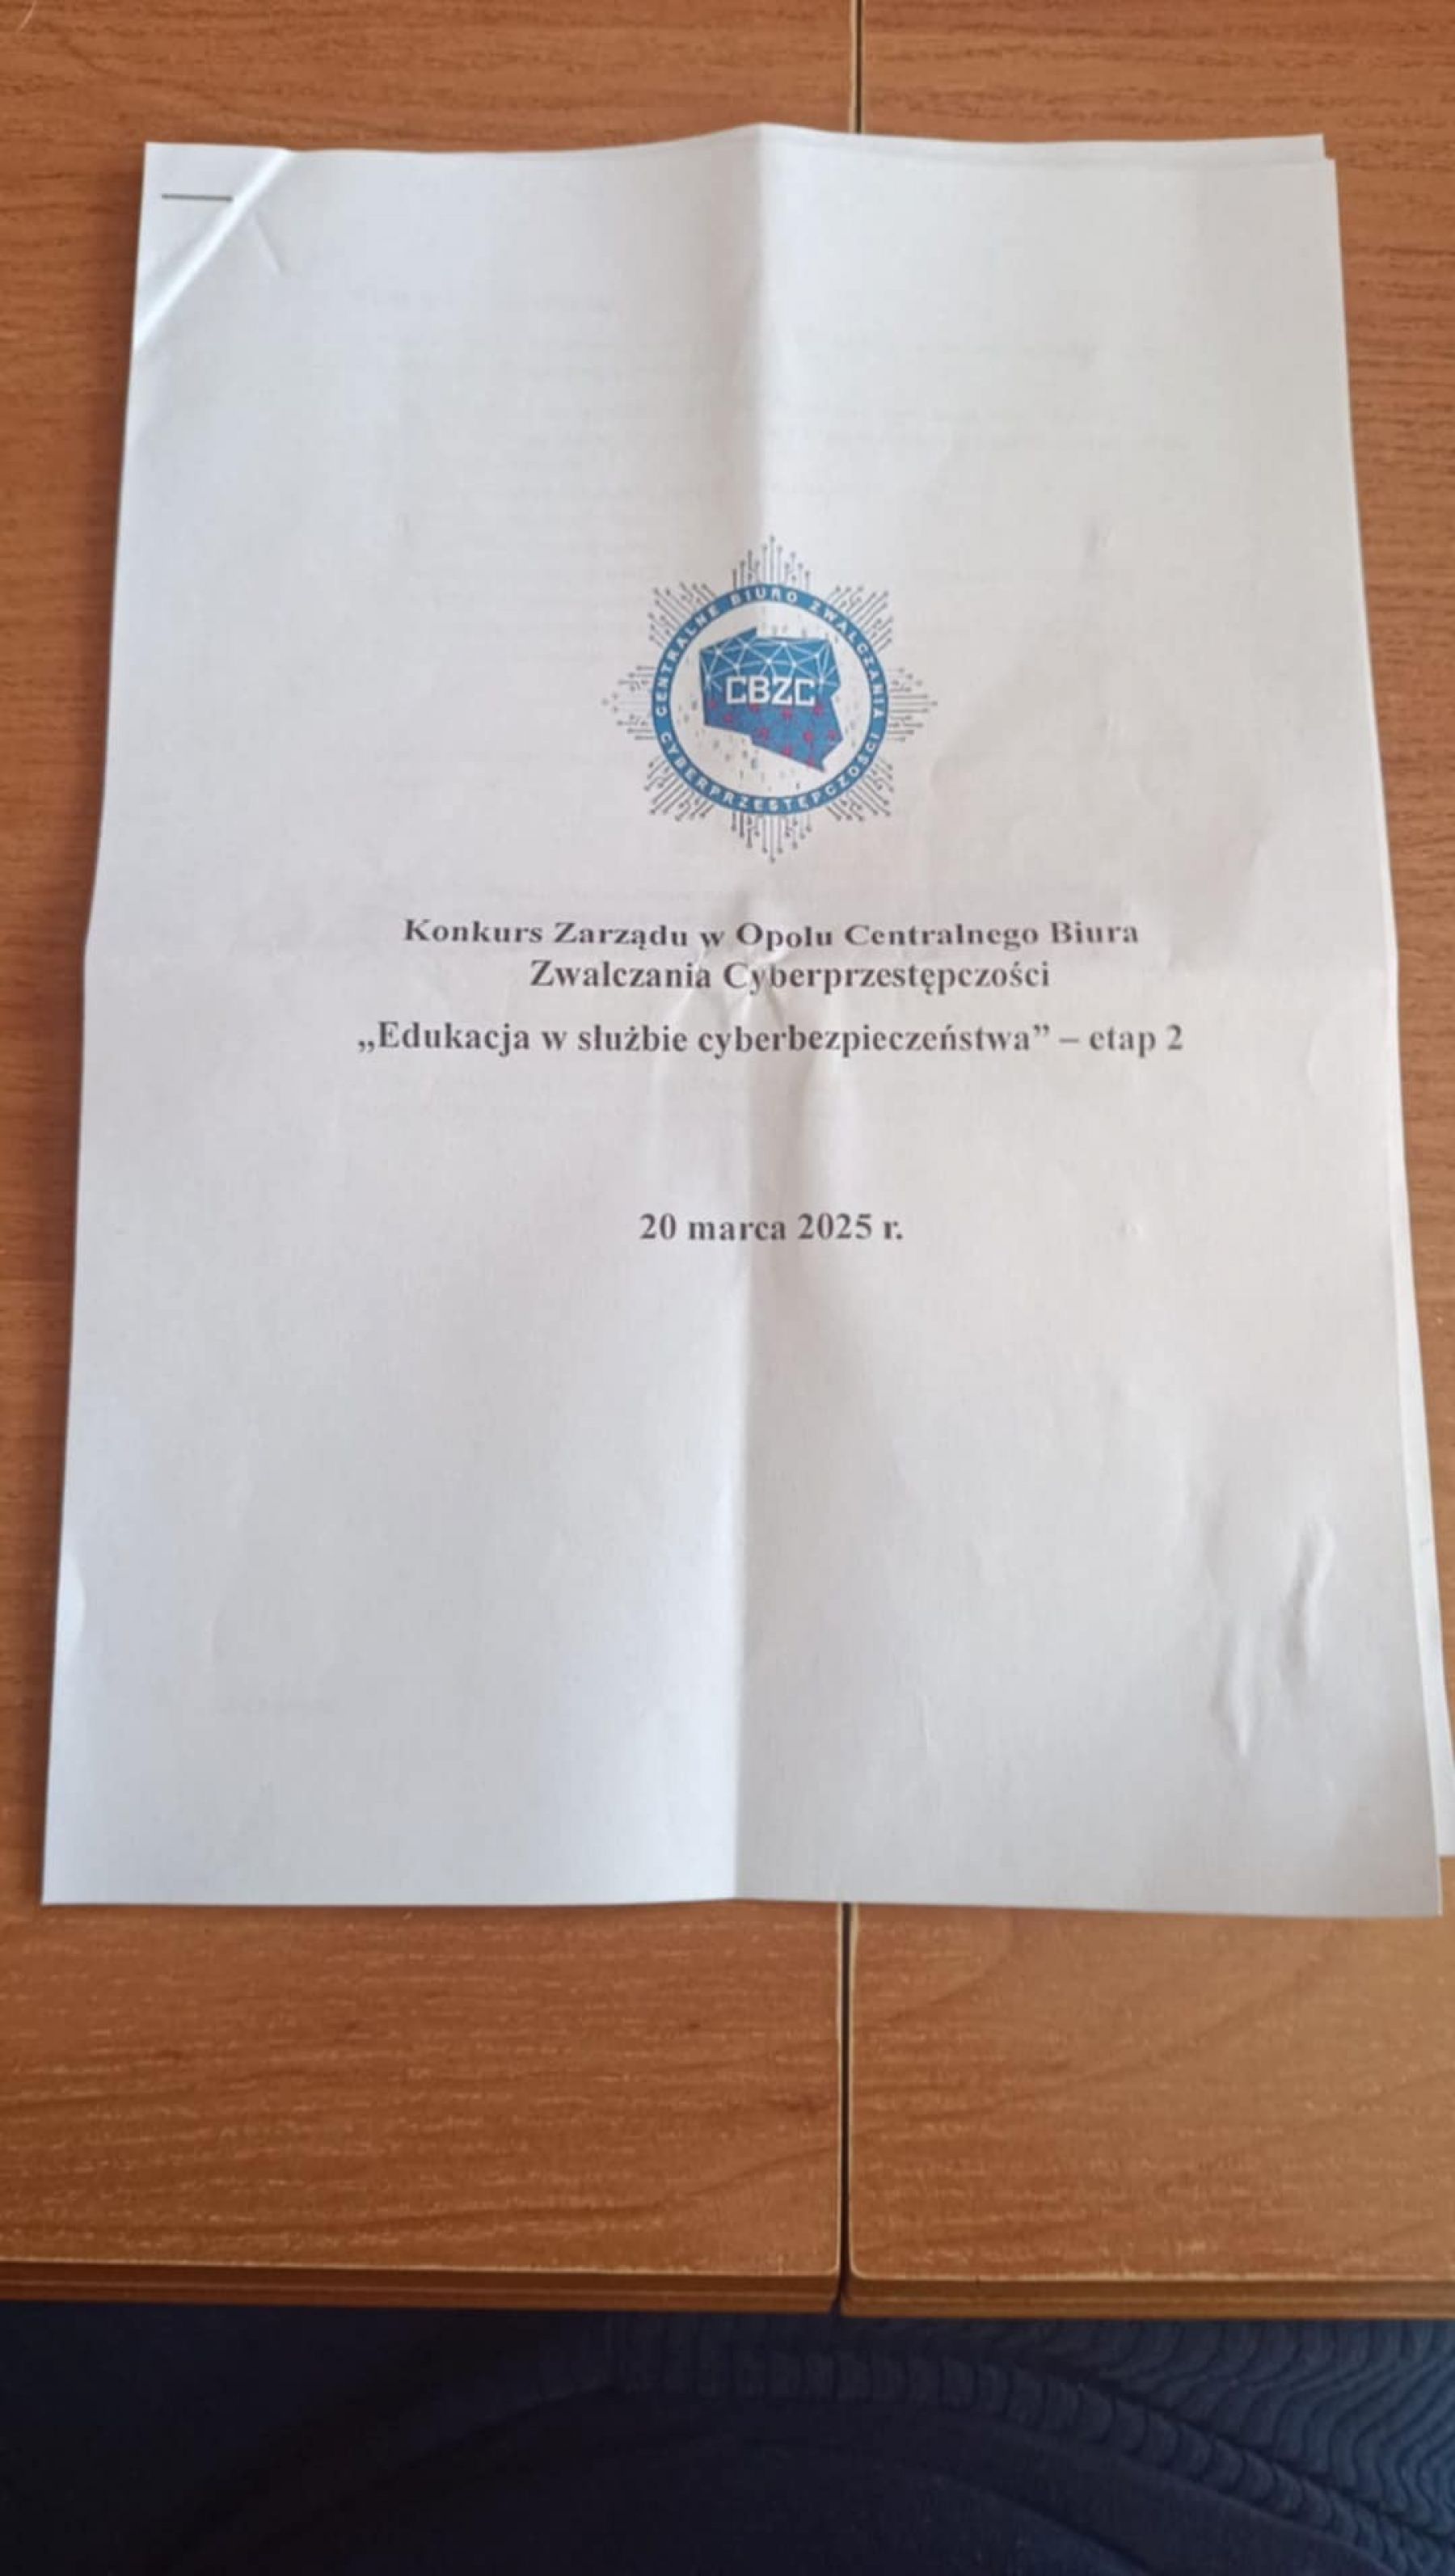 CENTRALNE BIURO ZWALCZANIA
CYBERPRZESTĘPCZOŚCI
CBZC
Konkurs Zarządu w Opolu Centralnego Biura
Zwalczania Cyberprzestępczości
„Edukacja w służbie cyberbezpieczeństwa” – etap 2
20 marca 2025 r.